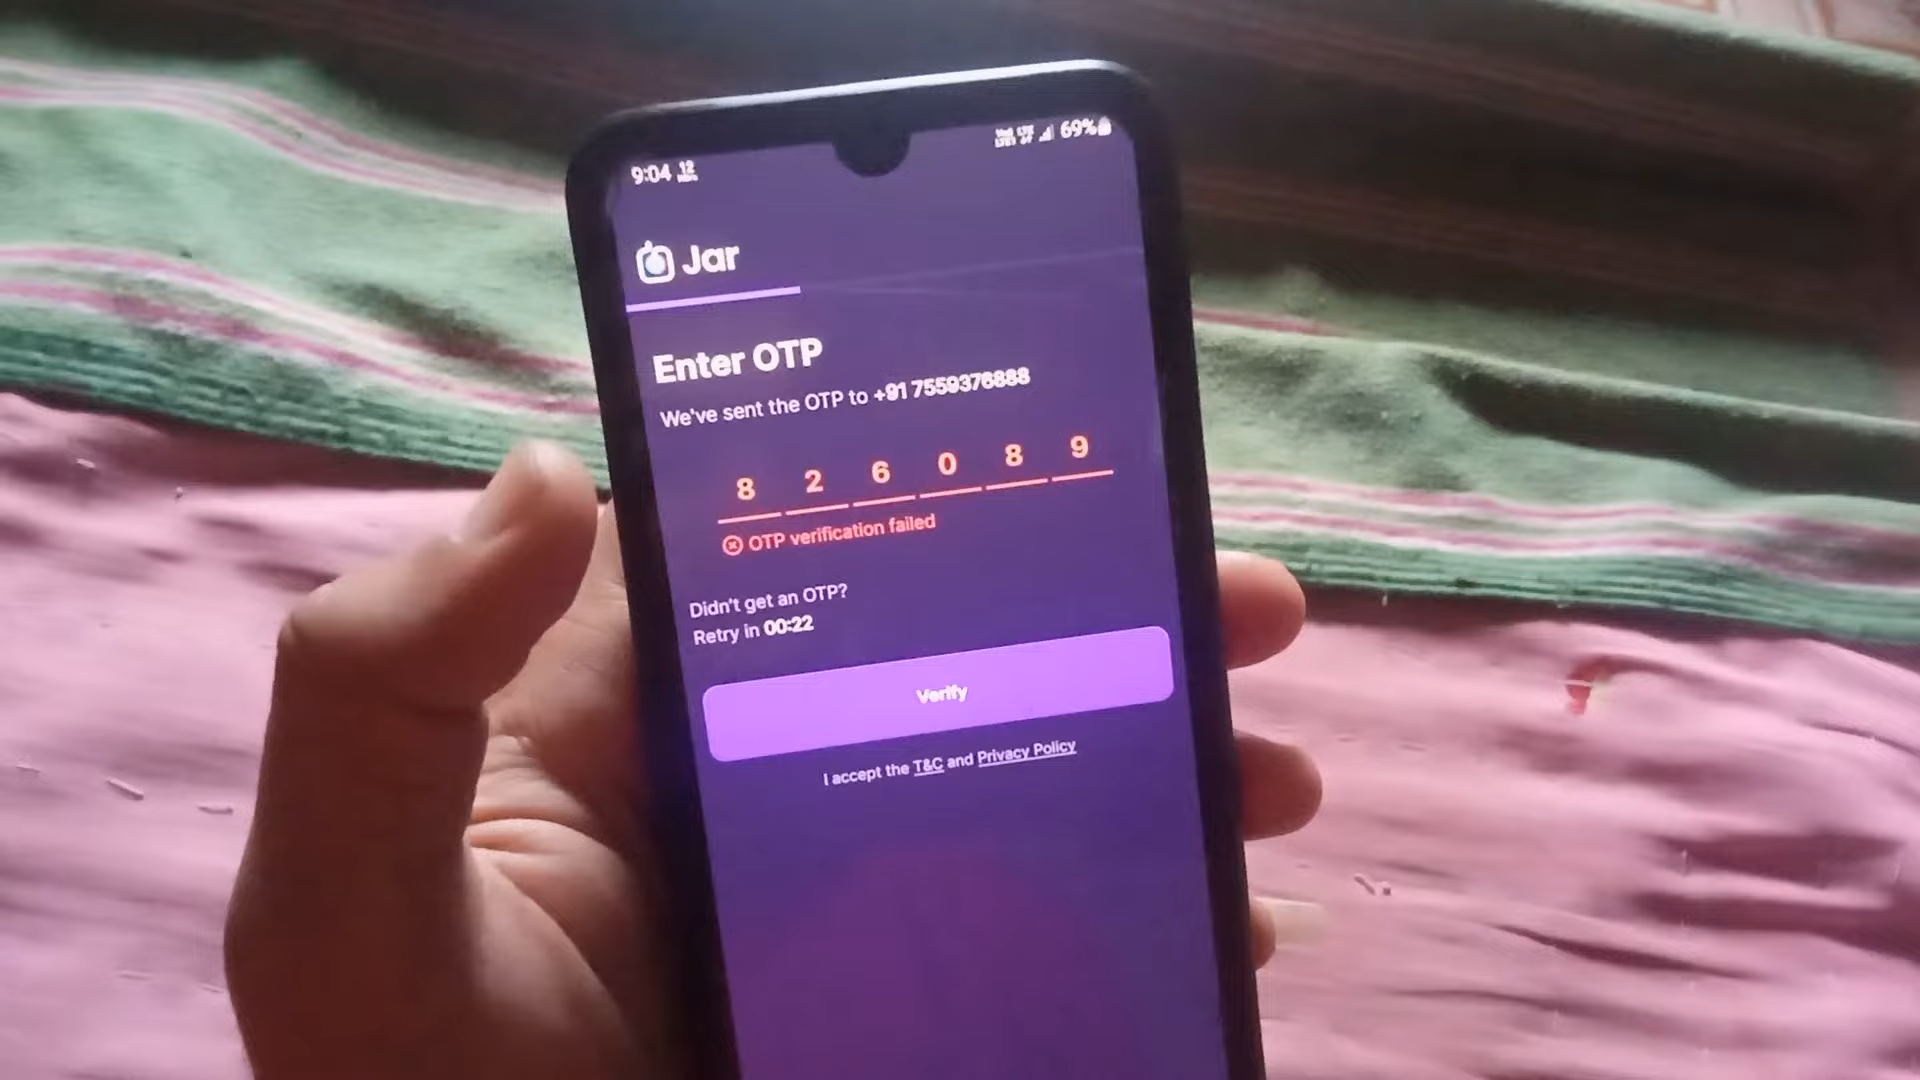 9:04
69%
Jar
Enter OTP
We've sent the OTP to +91 7559376888
8 2 6 0 8 9
OTP verification failed
Didn't get an OTP?
Retry in 00:22
Verify
I accept the T&C and Privacy Policy